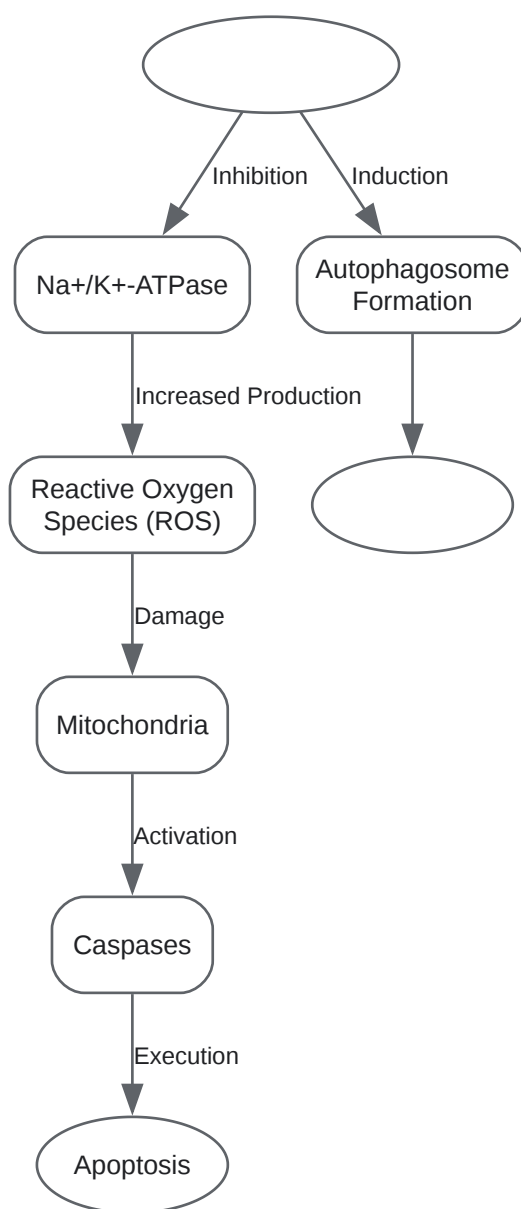 Inhibition
Induction
Na+/K+-ATPase
Autophagosome
Formation
Increased Production
Reactive Oxygen
Species (ROS)
Damage
Mitochondria
Activation
Caspases
Execution
Apoptosis